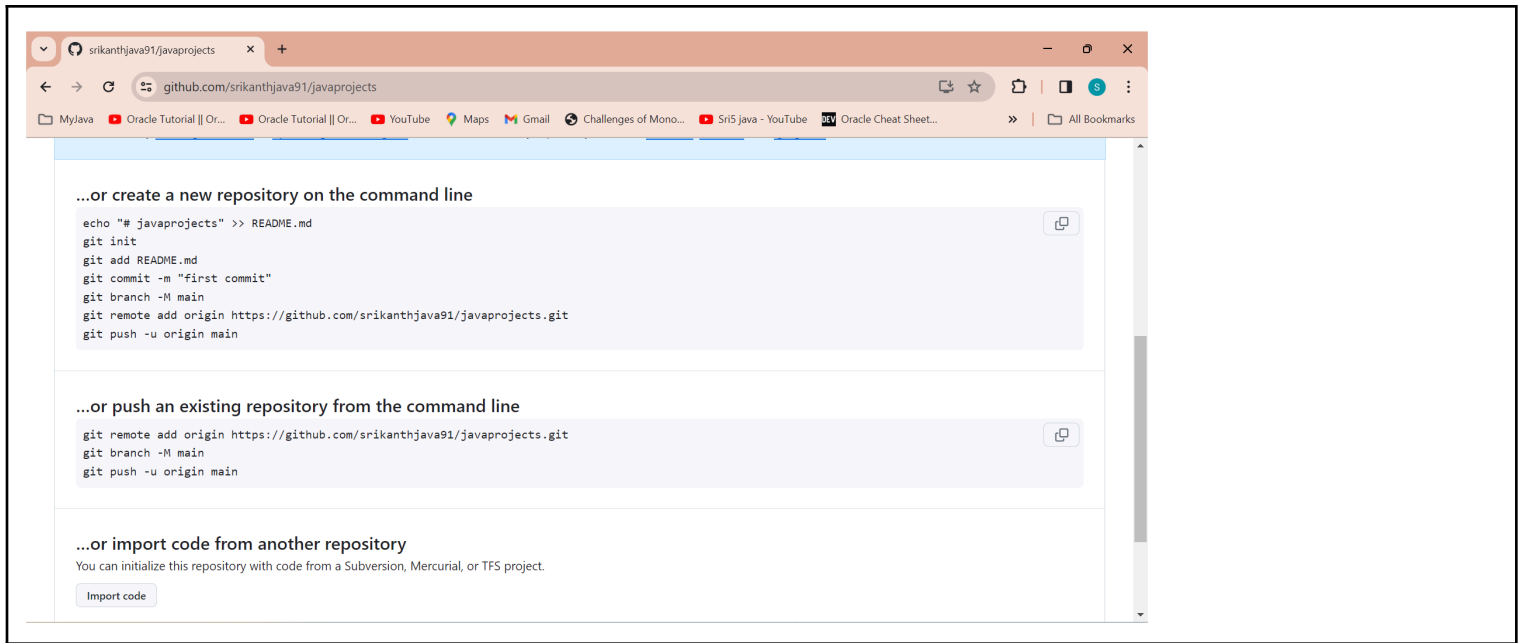 srikanthjava91/javaprojects
github.com/srikanthjava91/javaprojects
S
MyJava Oracle Tutorial || Or... Oracle Tutorial || Or... YouTube Maps Gmail Challenges of Mono... Sri5 java - YouTube DEV Oracle Cheat Sheet... » All Bookmarks
...or create a new repository on the command line
echo "# javaprojects" >> README.md
git init
git add README.md
git commit -m "first commit"
git branch -M main
git remote add origin https://github.com/srikanthjava91/javaprojects.git
git push -u origin main
...or push an existing repository from the command line
git remote add origin https://github.com/srikanthjava91/javaprojects.git
git branch -M main
git push -u origin main
...or import code from another repository
You can initialize this repository with code from a Subversion, Mercurial, or TFS project.
Import code